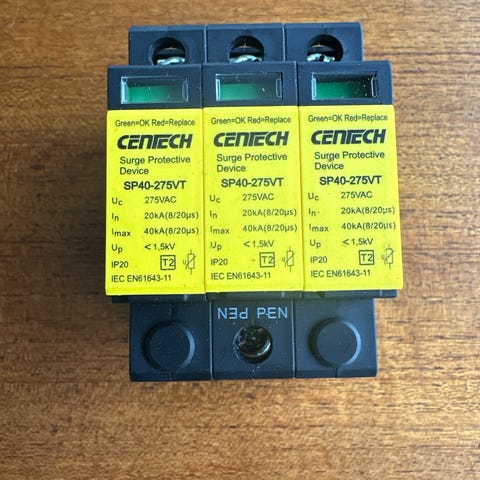 Green=OK Red=Replace
CENTECH
Surge Protective
Device
SP40-275VT
Uc 275VAC
In 20kA(8/20µs)
Imax 40kA(8/20µs)
Up <1,5kV
IP20 T2 U
IEC EN61643-11
Green=OK Red=Replace
CENTECH
Surge Protective
Device
SP40-275VT
Uc 275VAC
In 20kA(8/20µs)
Imax 40kA(8/20µs)
Up <1,5kV
IP20 T2 U
IEC EN61643-11
Green=OK Red=Replace
CENTECH
Surge Protective
Device
SP40-275VT
Uc 275VAC
In 20kA(8/20µs)
Imax 40kA(8/20µs)
Up <1,5kV
IP20 T2 U
IEC EN61643-11
N PEN